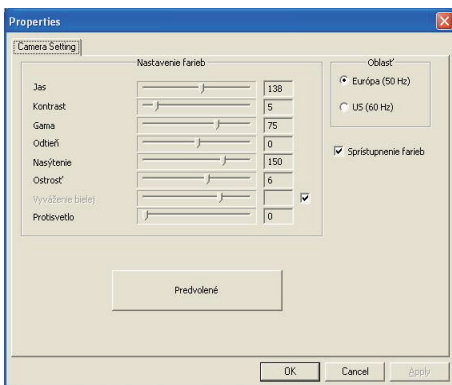 Properties
Camera Setting
Nastavenie farieb
Jas 138
Kontrast 5
Gama 75
Odtieň 0
Nasýtenie 150
Ostrosť 6
Vyváženie bielej
Protisvetlo 0
Oblasť
Európa (50 Hz)
US (60 Hz)
Sprístupnenie farieb
Predvolené
OK Cancel Apply